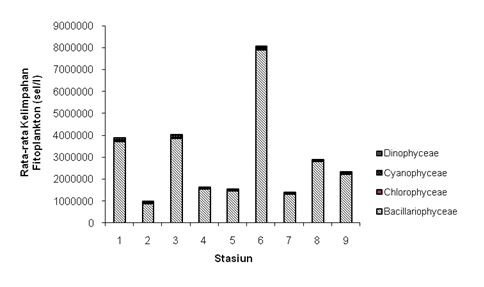 9000000
8000000
7000000
6000000
5000000
4000000
3000000
2000000
1000000
0
Rata-rata Kelimpahan
Fitoplankton (sel/l)
1 2 3 4 5 6 7 8 9
Stasiun
Dinophyceae
Cyanophyceae
Chlorophyceae
Bacillariophyceae